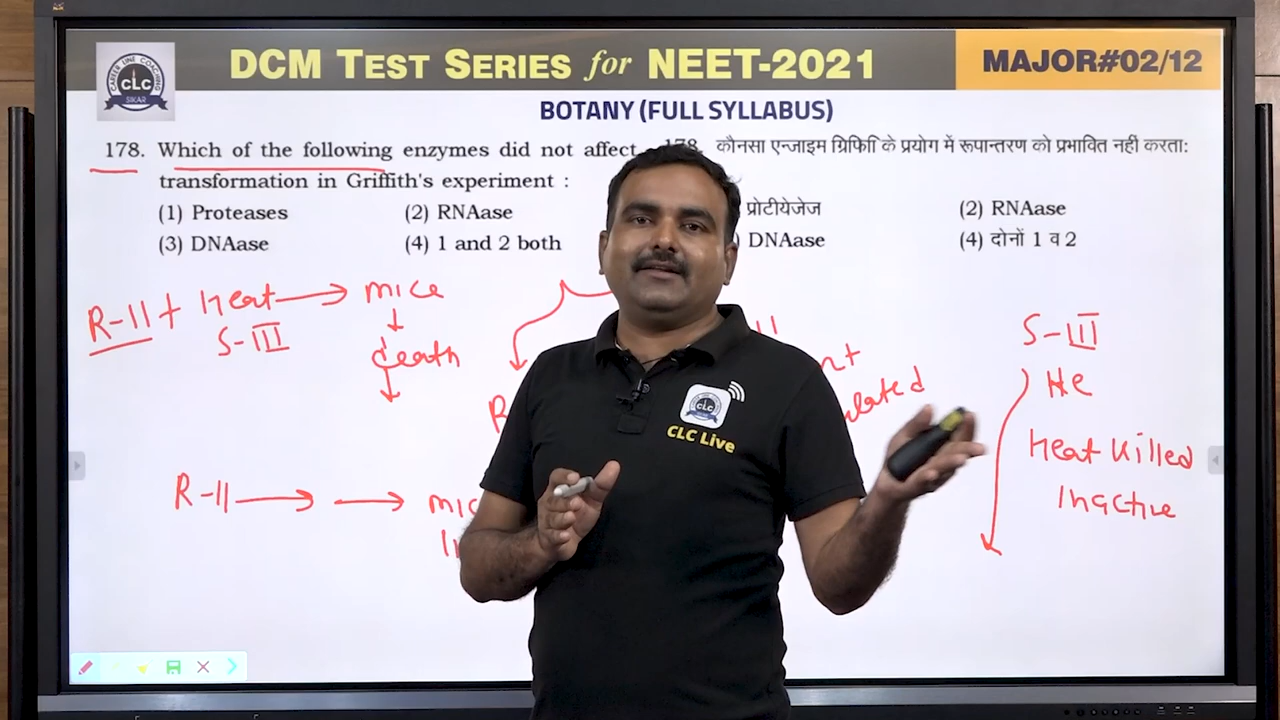 DCM TEST SERIES for NEET-2021
MAJOR#02/12
CLC
SIKAR
BOTANY (FULL SYLLABUS)
178. Which of the following enzymes did not affect
transformation in Griffith's experiment :
(1) Proteases (2) RNAase
(3) DNAase (4) 1 and 2 both
178. कौनसा एन्जाइम ग्रिफिि के प्रयोग में रूपान्तरण को प्रभावित नहीं करता:
प्रोटीयेजेज (2) RNAase
DNAase (4) दोनों 1 व 2
R-II + Heat → mice
S-III
↓
death
↓
R-II → → mic
S-III
He
Heat Killed
Inactive
CLC
CLC Live